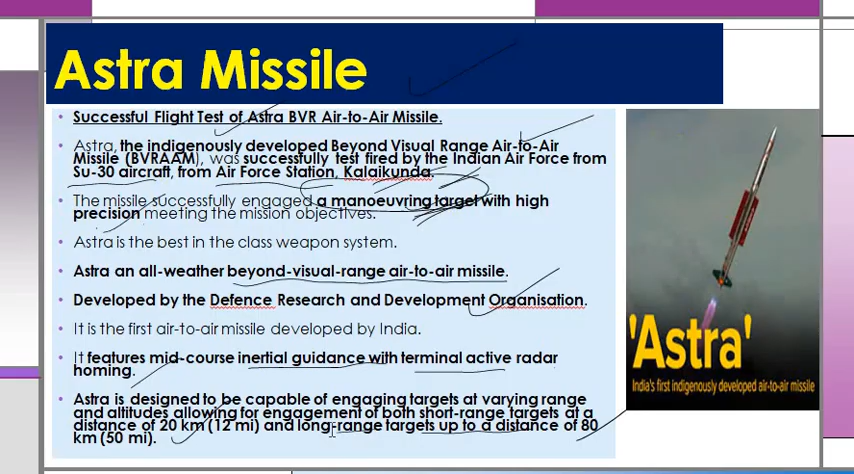 Astra Missile
• Successful Flight Test of Astra BVR Air-to-Air Missile.
• Astra, the indigenously developed Beyond Visual Range Air-to-Air
Missile (BVRAAM), was successfully test fired by the Indian Air Force from
Su-30 aircraft, from Air Force Station, Kalaikunda.
• The missile successfully engaged a manoeuvring target with high
precision meeting the mission objectives.
• Astra is the best in the class weapon system.
• Astra an all-weather beyond-visual-range air-to-air missile.
• Developed by the Defence Research and Development Organisation.
• It is the first air-to-air missile developed by India.
• It features mid-course inertial guidance with terminal active radar
homing.
• Astra is designed to be capable of engaging targets at varying range
and altitudes allowing for engagement of both short-range targets at a
distance of 20 km (12 mi) and long-range targets up to a distance of 80
km (50 mi).
'Astra'
India's first indigenously developed air-to-air missile